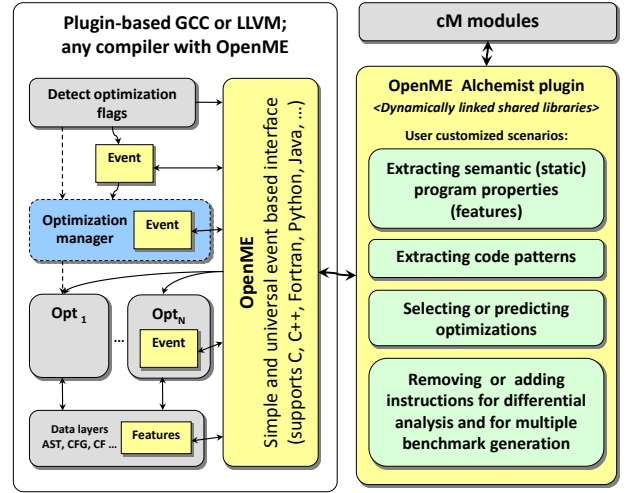 Plugin-based GCC or LLVM;
any compiler with OpenME
Detect optimization
flags
Event
Optimization
manager
Event
Opt 1
...
OptN
Event
Data layers
AST, CFG, CF ...
Features
OpenME
Simple and universal event based interface
(supports C, C++, Fortran, Python, Java, ...)
cM modules
OpenME Alchemist plugin
<Dynamically linked shared libraries>
User customized scenarios:
Extracting semantic (static)
program properties
(features)
Extracting code patterns
Selecting or predicting
optimizations
Removing or adding
instructions for differential
analysis and for multiple
benchmark generation